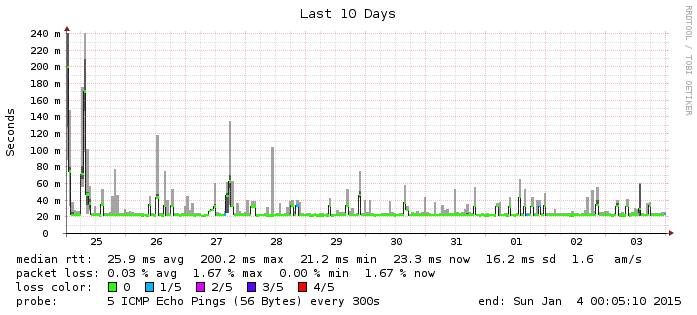 Last 10 Days
RRDTOOL / TOBI OETIKER
Seconds
240 m
220 m
200 m
180 m
160 m
140 m
120 m
100 m
80 m
60 m
40 m
20 m
0
25 26 27 28 29 30 31 01 02 03
median rtt: 25.9 ms avg 200.2 ms max 21.2 ms min 23.3 ms now 16.2 ms sd 1.6 am/s
packet loss: 0.03 % avg 1.67 % max 0.00 % min 1.67 % now
loss color: 0 1/5 2/5 3/5 4/5
probe: 5 ICMP Echo Pings (56 Bytes) every 300s end: Sun Jan 4 00:05:10 2015